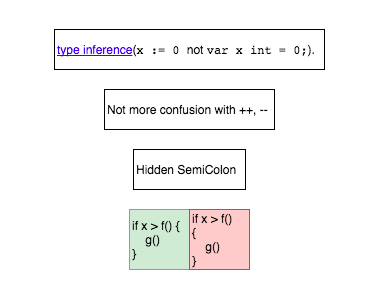 type inference(x := 0 not var x int = 0;).
Not more confusion with ++, --
Hidden SemiColon
if x > f() {
g()
}
if x > f()
{
g()
}